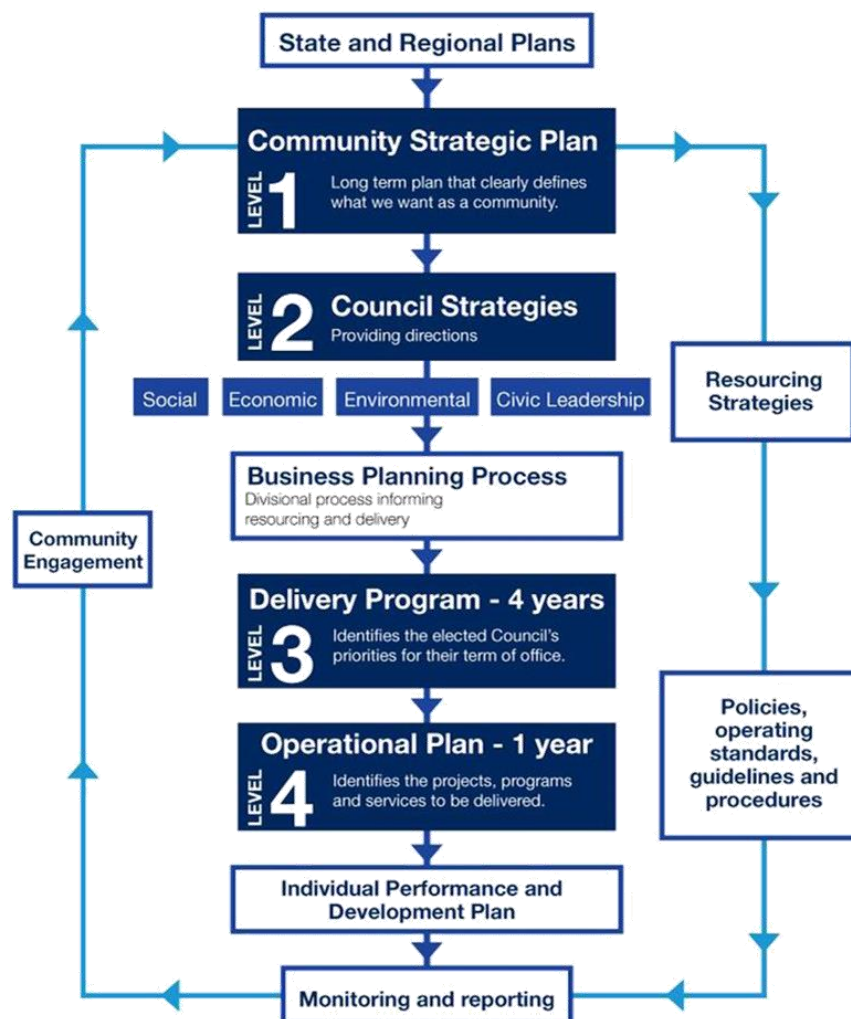 State and Regional Plans
Community Strategic Plan
LEVEL 1
Long term plan that clearly defines
what we want as a community.
LEVEL 2
Council Strategies
Providing directions
Social
Economic
Environmental
Civic Leadership
Resourcing
Strategies
Business Planning Process
Divisional process informing
resourcing and delivery
Community
Engagement
Delivery Program - 4 years
LEVEL 3
Identifies the elected Council's
priorities for their term of office.
Operational Plan - 1 year
LEVEL 4
Identifies the projects, programs
and services to be delivered.
Policies,
operating
standards,
guidelines and
procedures
Individual Performance and
Development Plan
Monitoring and reporting